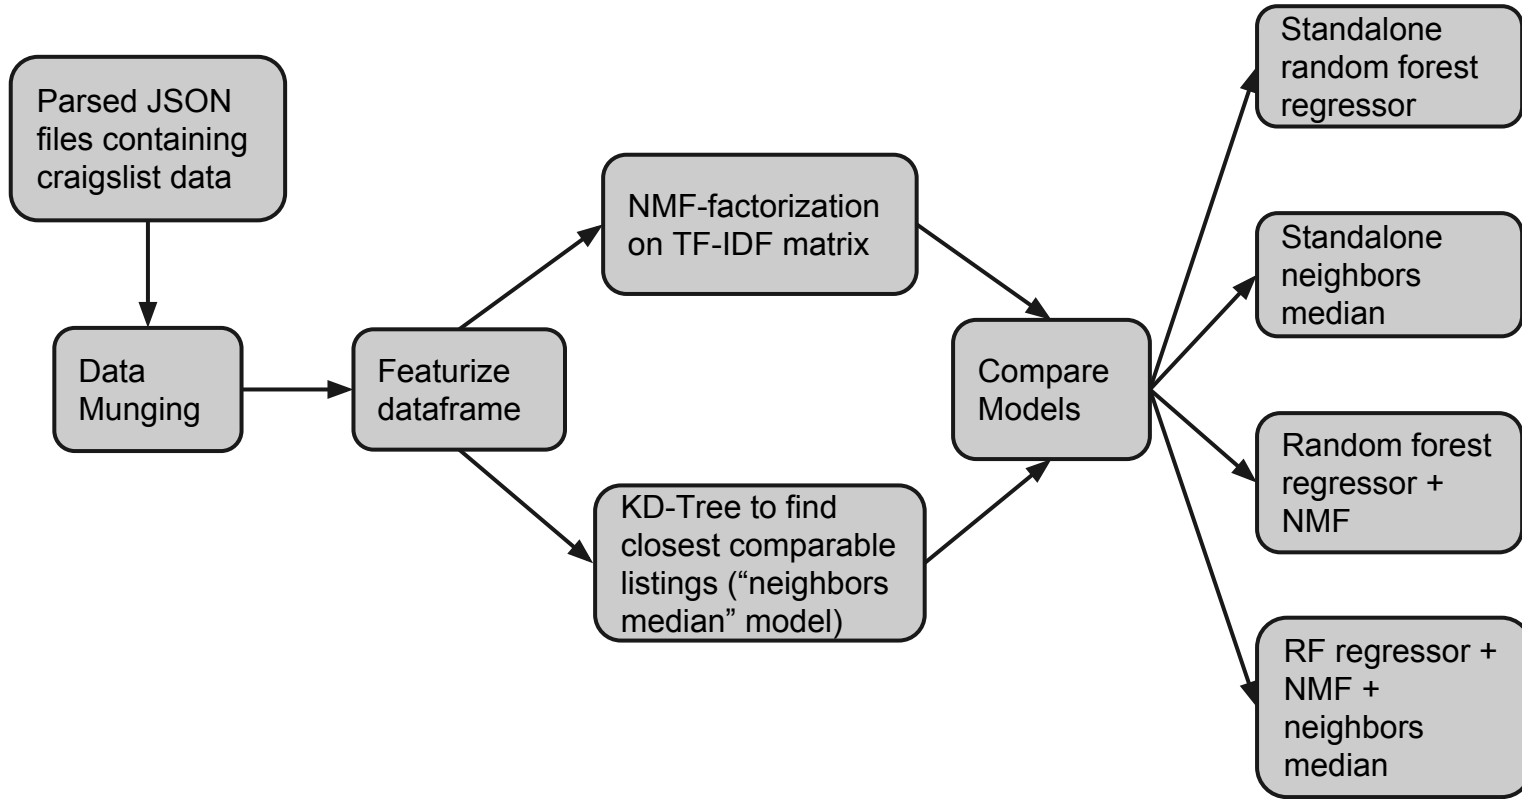 Parsed JSON
files containing
craigslist data
Data
Munging
Featurize
dataframe
NMF-factorization
on TF-IDF matrix
KD-Tree to find
closest comparable
listings (“neighbors
median” model)
Compare
Models
Standalone
random forest
regressor
Standalone
neighbors
median
Random forest
regressor +
NMF
RF regressor +
NMF +
neighbors
median